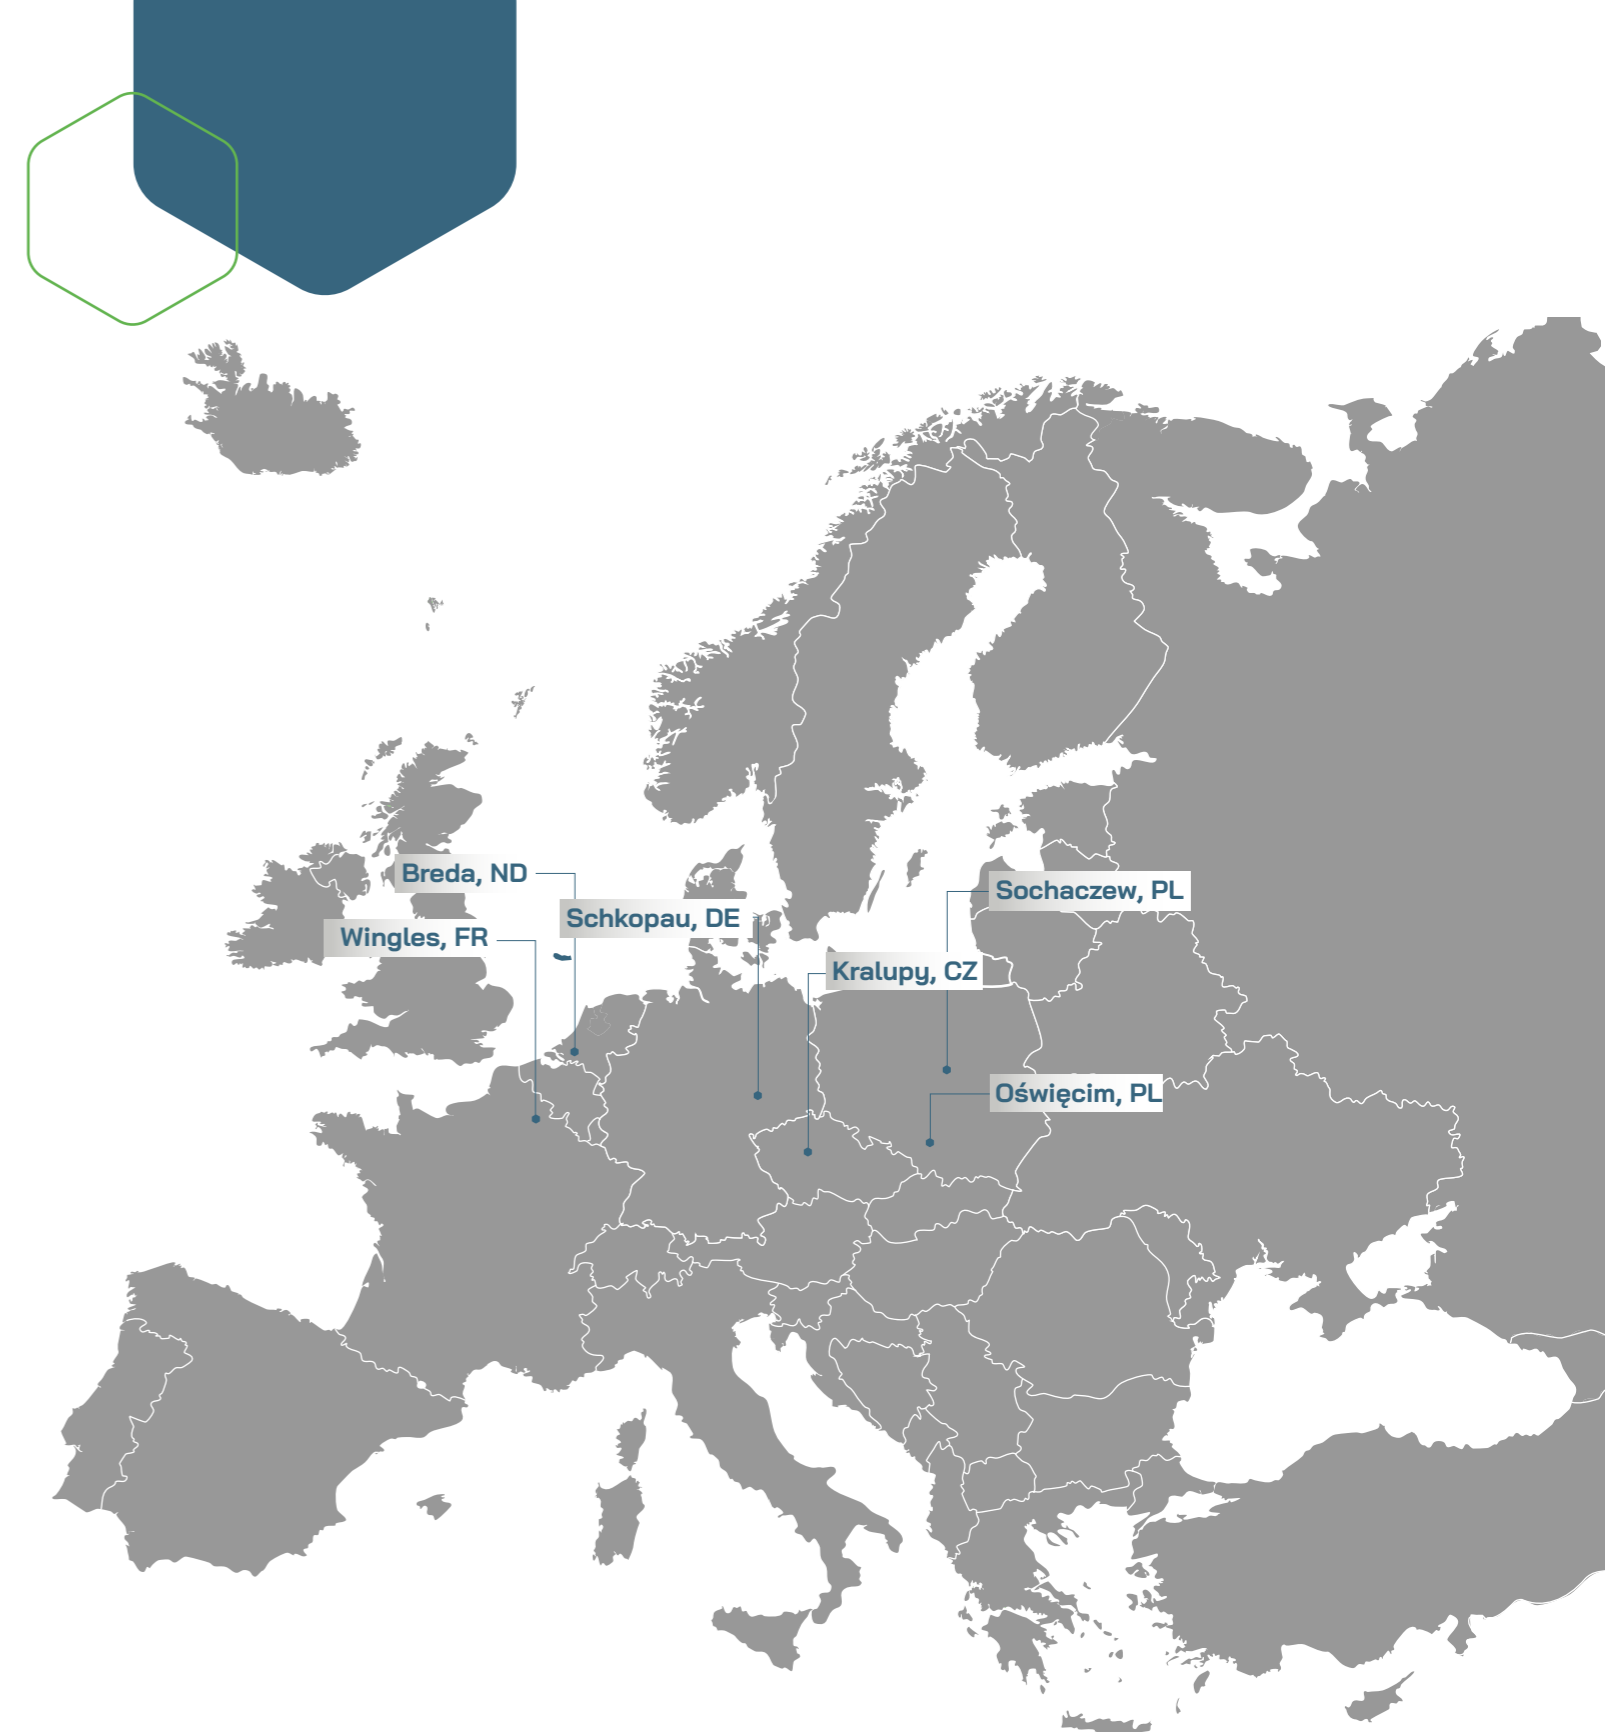 Breda, ND
Sochaczew, PL
Schkopau, DE
Wingles, FR
Kralupy, CZ
Oświęcim, PL